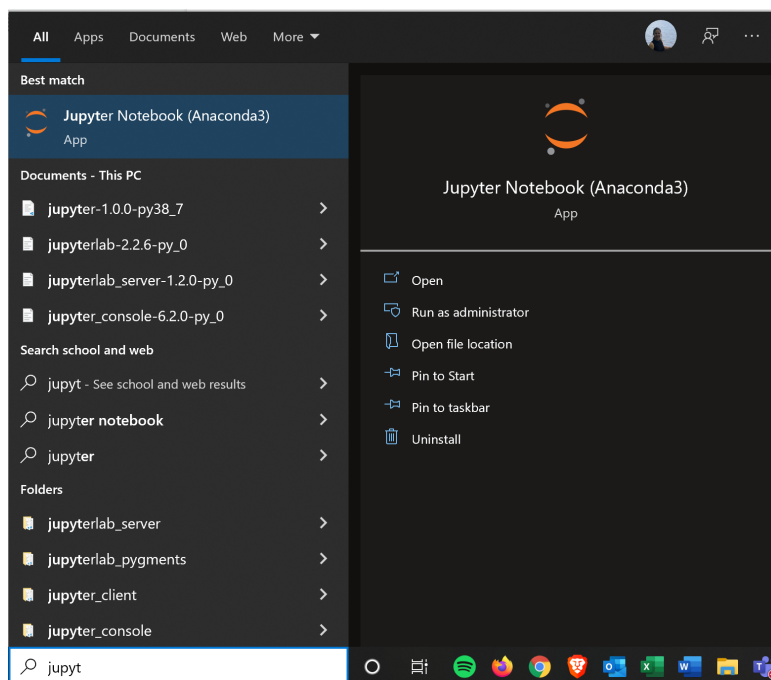 All Apps Documents Web More
Best match
Jupyter Notebook (Anaconda3)
App
Documents - This PC
jupyter-1.0.0-py38_7
jupyterlab-2.2.6-py_0
jupyterlab_server-1.2.0-py_0
jupyter_console-6.2.0-py_0
Search school and web
jupyt - See school and web results
jupyter notebook
jupyter
Folders
jupyterlab_server
jupyterlab_pygments
jupyter_client
jupyter_console
jupyt
Jupyter Notebook (Anaconda3)
App
Open
Run as administrator
Open file location
Pin to Start
Pin to taskbar
Uninstall